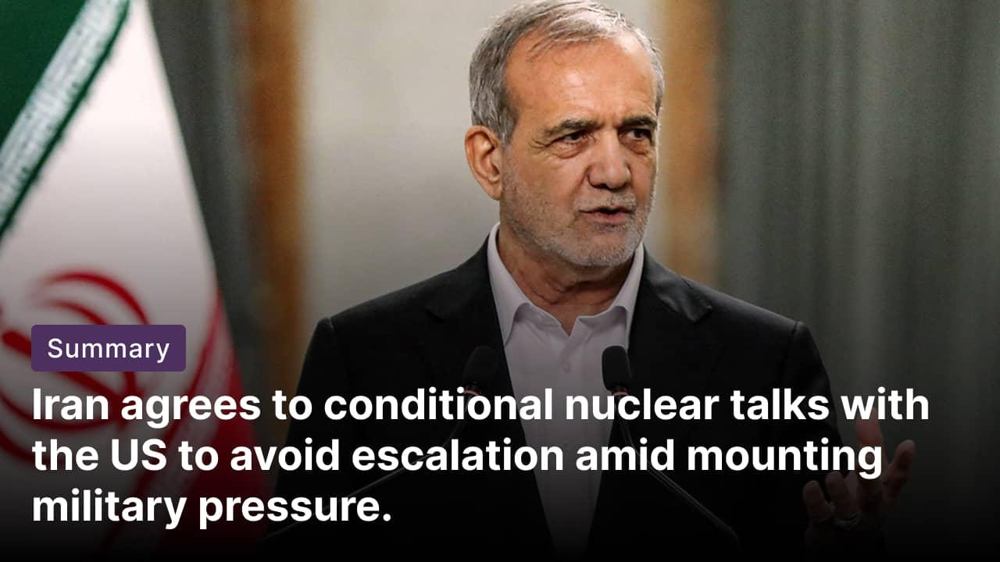 Summary
Iran agrees to conditional nuclear talks with
the US to avoid escalation amid mounting
military pressure.